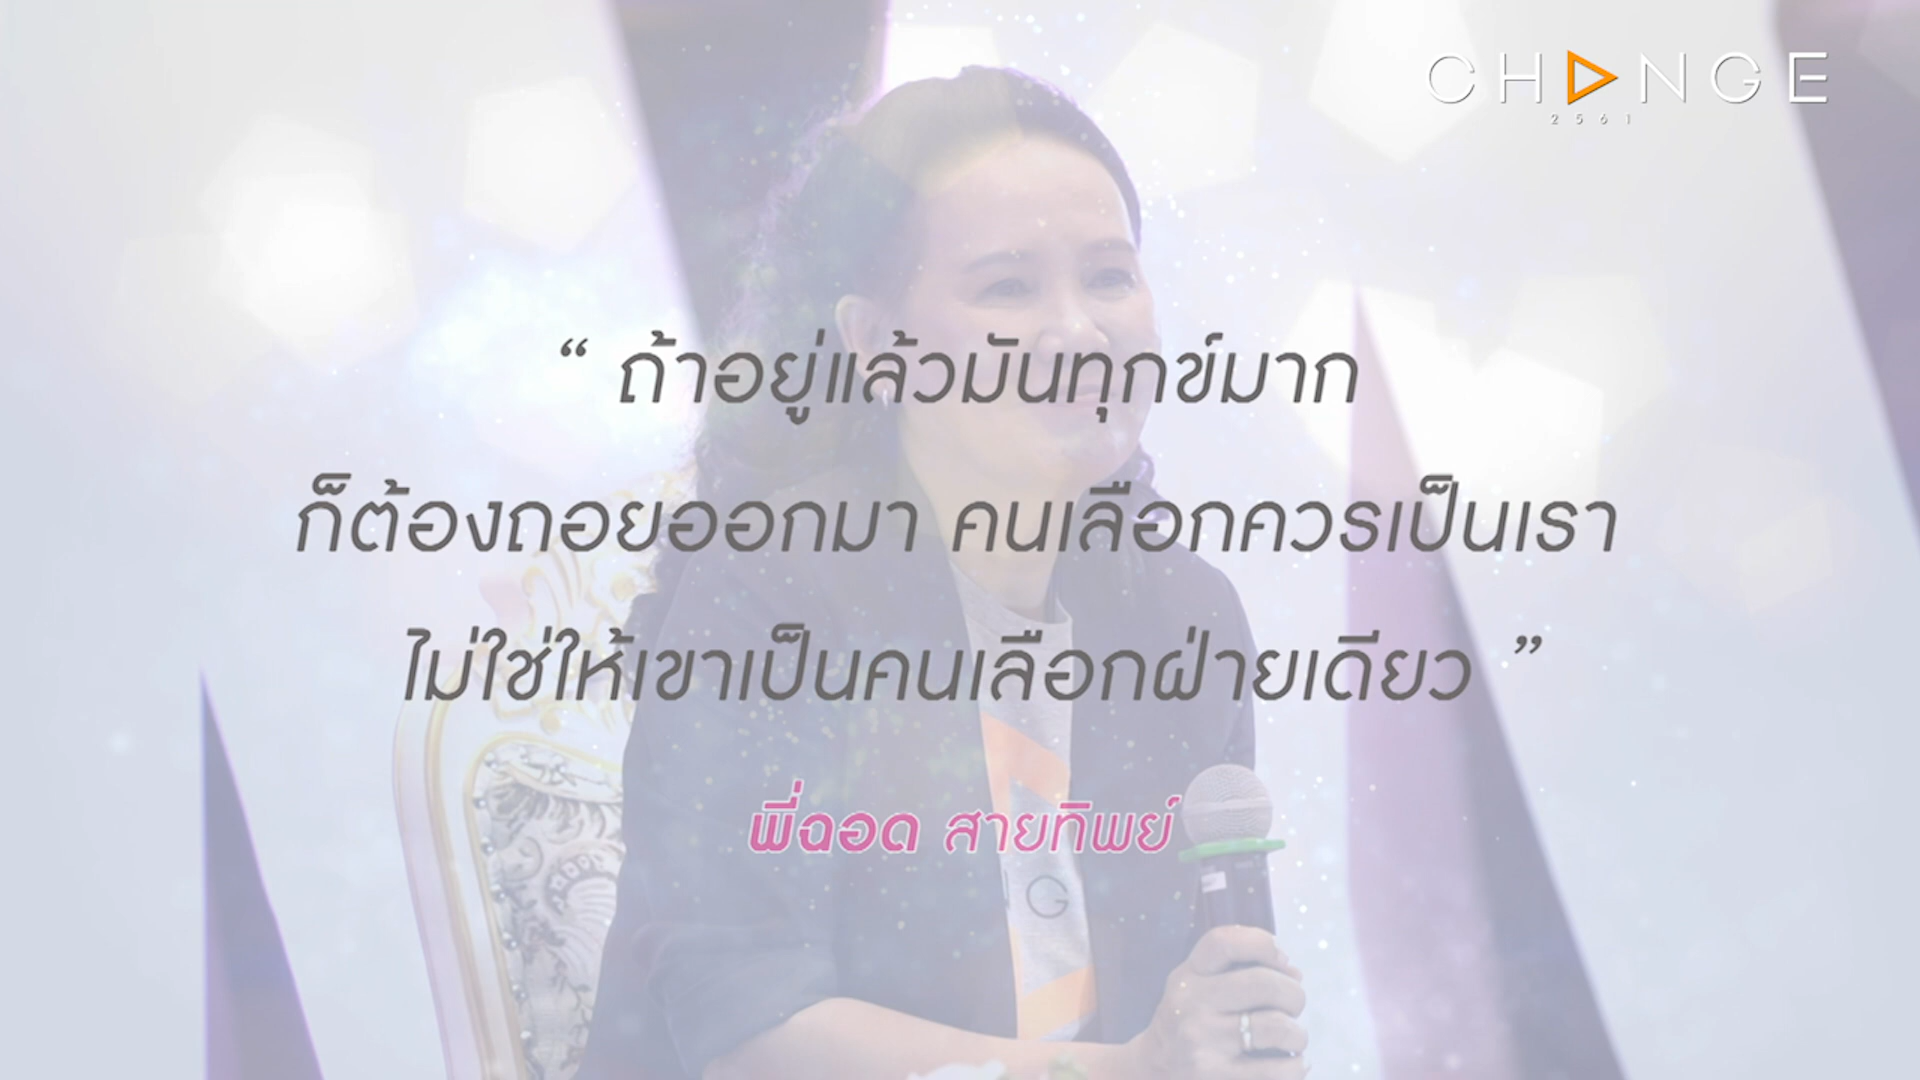 CHANGE
2561
“ ถ้าอยู่แล้วมันทุกข์มาก
ก็ต้องถอยออกมา คนเลือกควรเป็นเรา
ไม่ใช่ให้เขาเป็นคนเลือกฝ่ายเดียว ”
พี่ฉอด สายทิพย์
NG